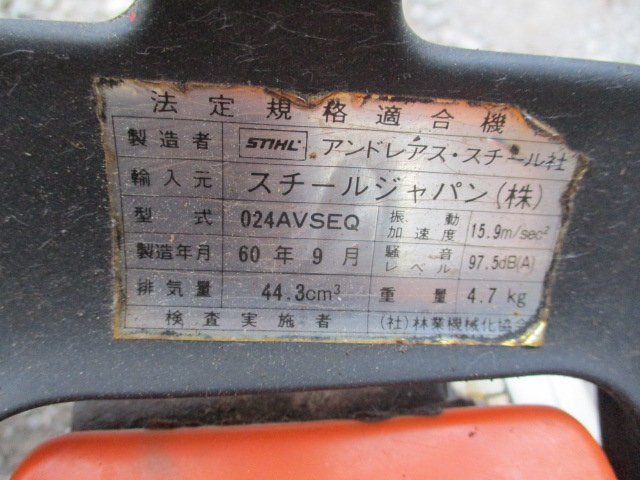 法定規格適合機
製造者 STIHL アンドレアス・スチール社
輸入元 スチールジャパン(株)
型式 024AVSEQ 振動加速度 15.9m/sec²
製造年月 60年9月 騒音レベル 97.5dB(A)
排気量 44.3cm³ 重量 4.7kg
検査実施者 (社)林業機械化協